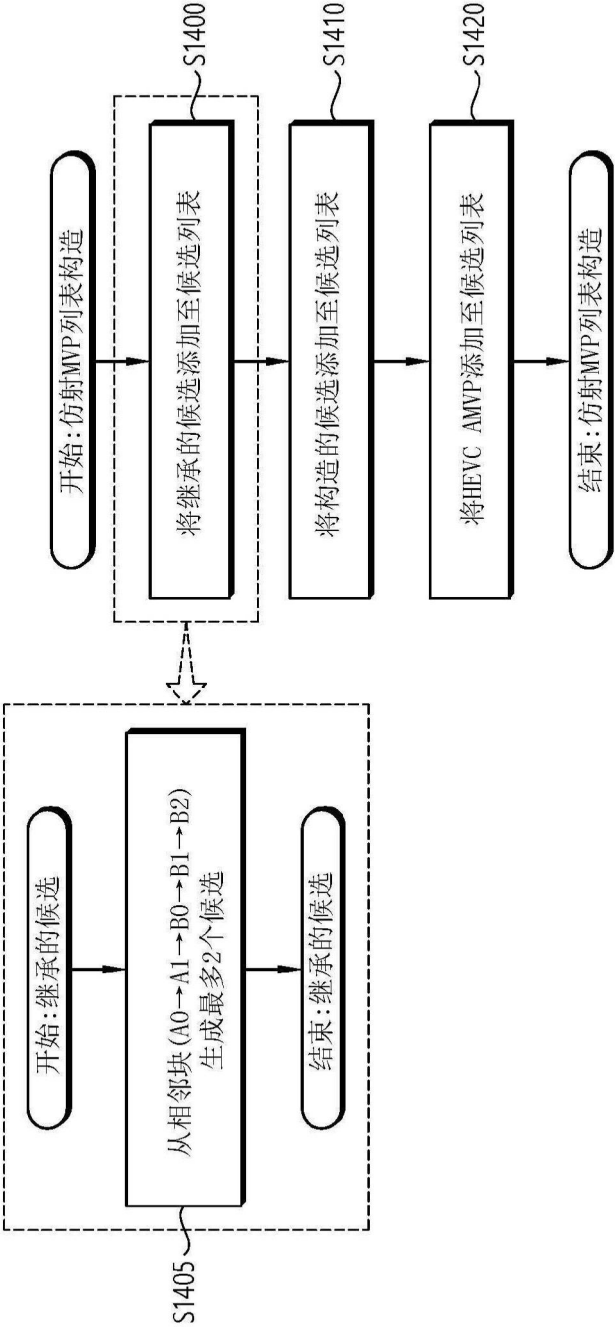 开始:仿射MVP列表构造
将继承的候选添加至候选列表
S1400
将构造的候选添加至候选列表
S1410
将HEVC AMVP添加至候选列表
S1420
结束:仿射MVP列表构造
开始:继承的候选
从相邻块(A0→A1→B0→B1→B2)
生成最多2个候选
S1405
结束:继承的候选